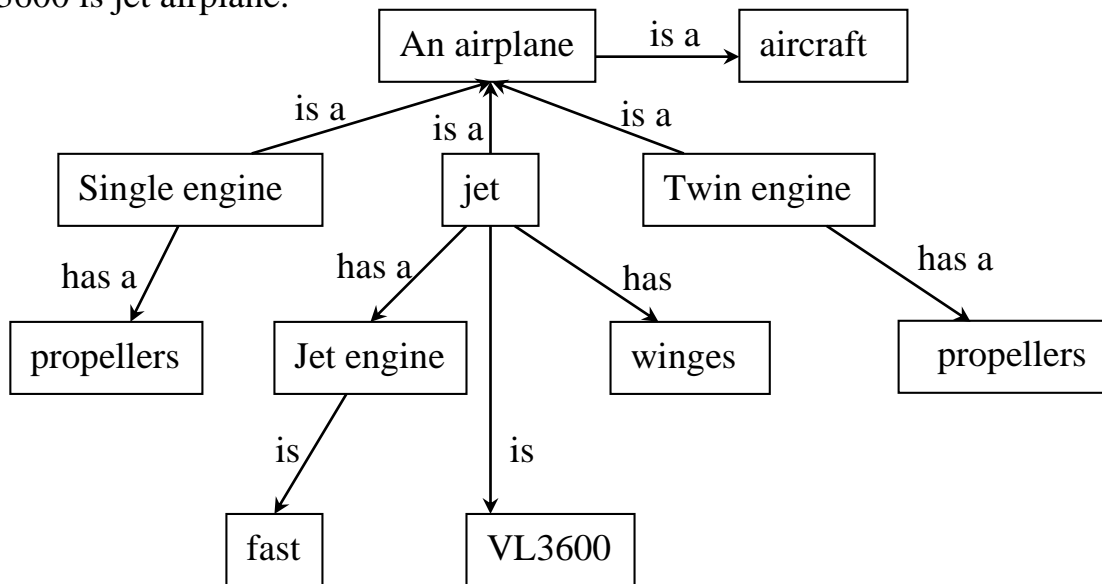 3600 is jet airplane.
An airplane is a aircraft
is a is a is a
Single engine jet Twin engine
has a has a has has a
propellers Jet engine winges propellers
is is
fast VL3600